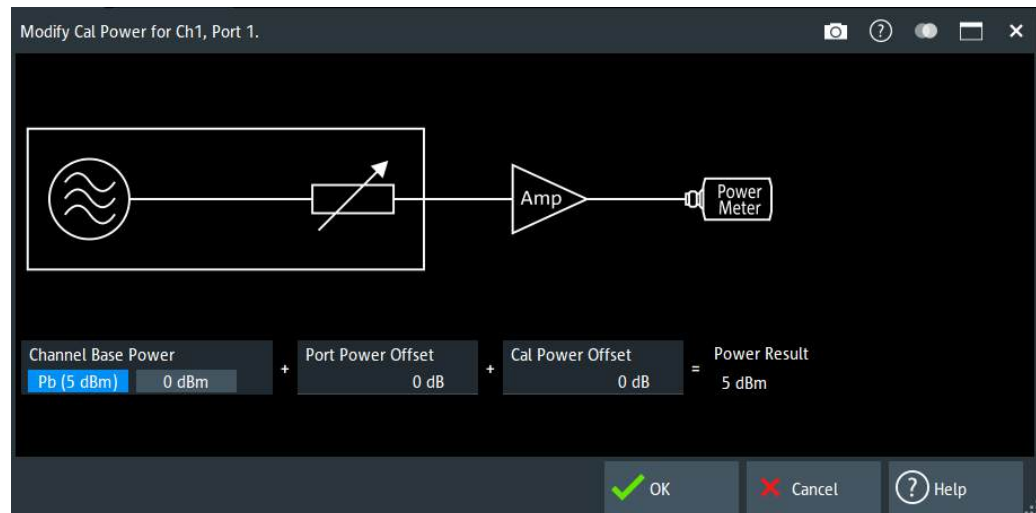 Modify Cal Power for Ch1, Port 1.
?
Amp
Power
Meter
Channel Base Power
Pb (5 dBm) 0 dBm
+
Port Power Offset
0 dB
+
Cal Power Offset
0 dB
=
Power Result
5 dBm
OK
Cancel
? Help